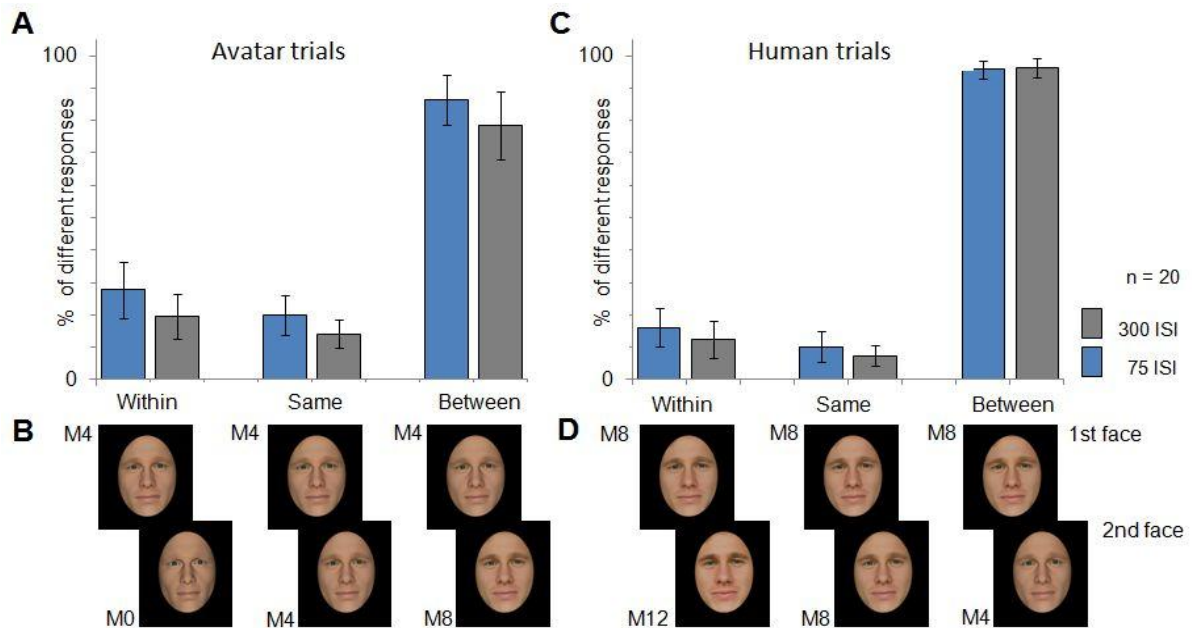 A
Avatar trials
100
% of different responses
0
Within Same Between
C
Human trials
100
% of different responses
0
Within Same Between
n = 20
300 ISI
75 ISI
B
M4 M4 M4
M0 M4 M8
D
M8 M8 M8
1st face
2nd face
M12 M8 M4